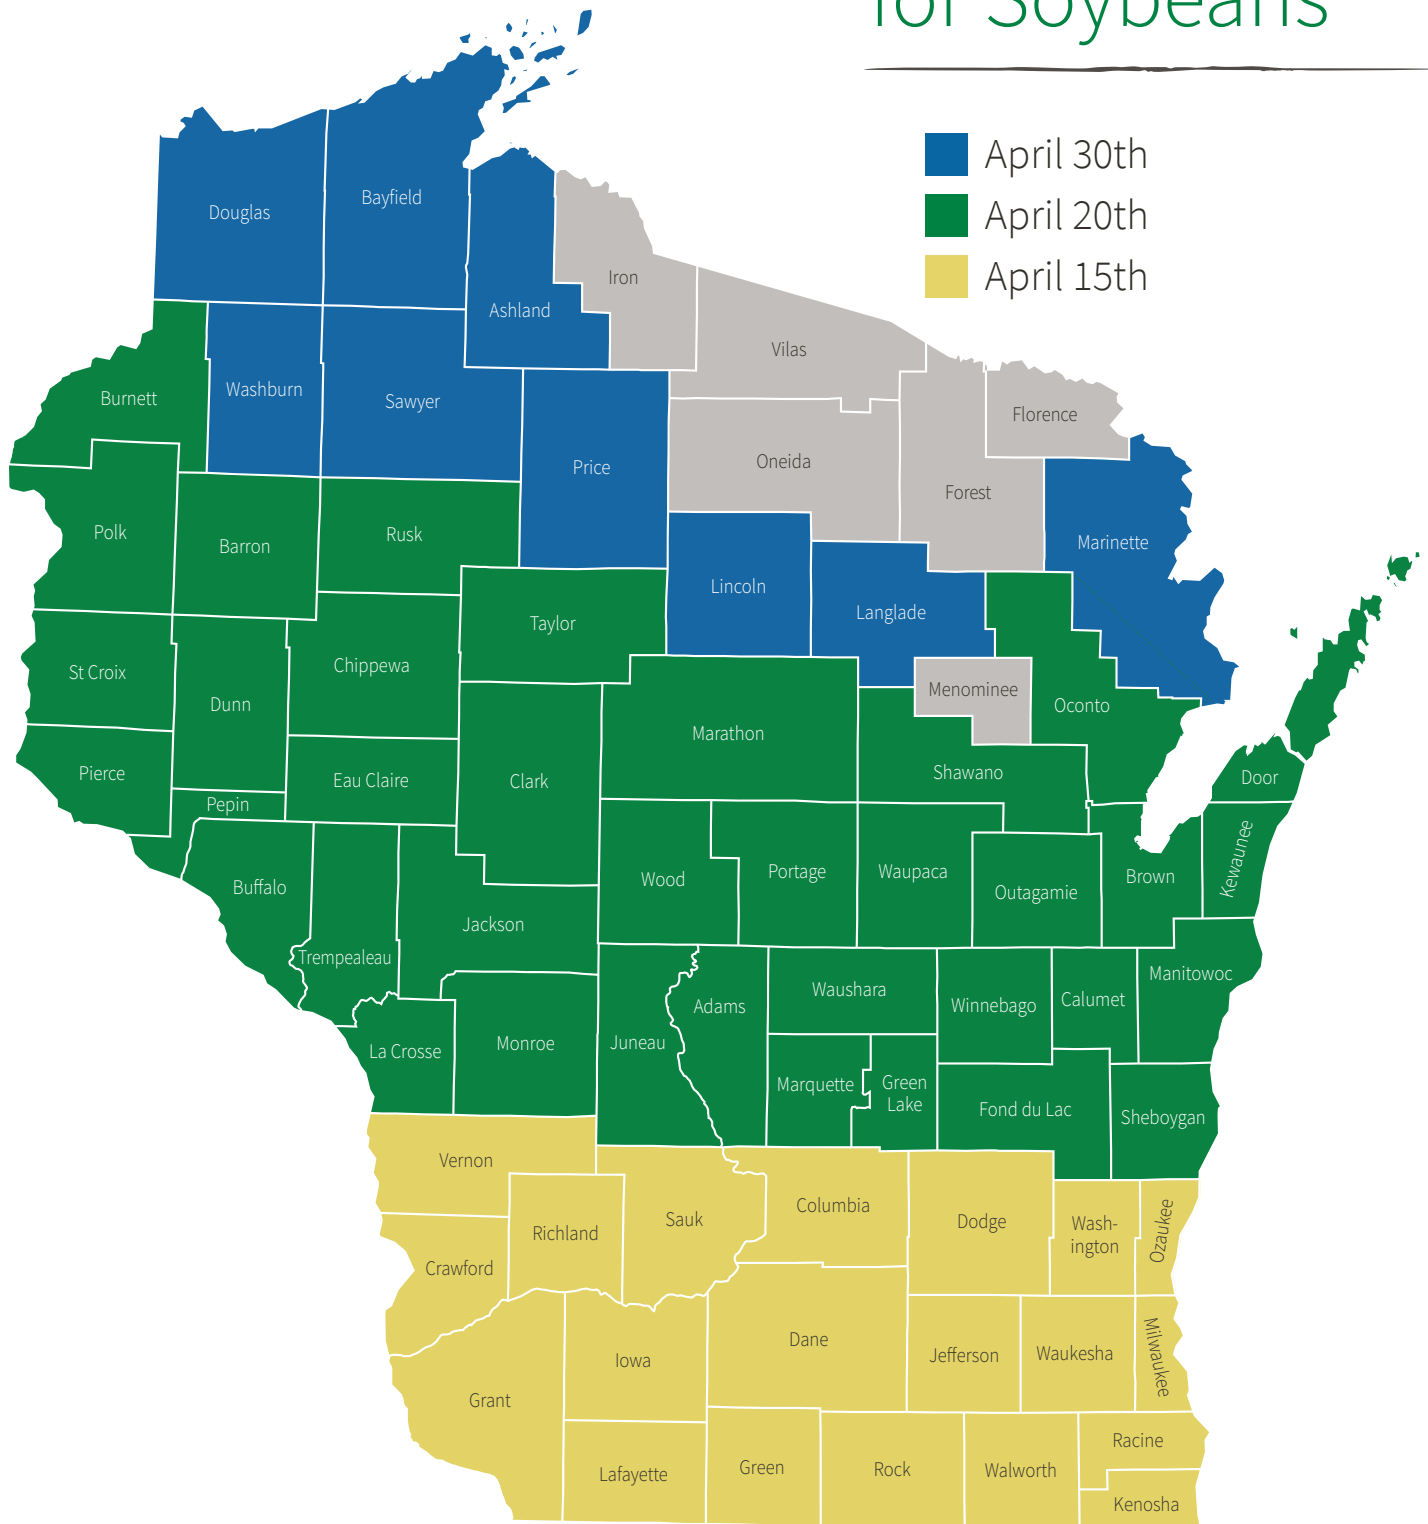 for Soybeans
April 30th
April 20th
April 15th
Douglas
Bayfield
Ashland
Iron
Vilas
Burnett
Washburn
Sawyer
Price
Oneida
Forest
Florence
Marinette
Polk
Barron
Rusk
Lincoln
Langlade
Taylor
St Croix
Dunn
Chippewa
Menominee
Oconto
Marathon
Clark
Pierce
Pepin
Eau Claire
Shawano
Door
Buffalo
Trempealeau
Jackson
Wood
Portage
Waupaca
Outagamie
Brown
Kewaunee
La Crosse
Monroe
Juneau
Adams
Waushara
Winnebago
Calumet
Manitowoc
Marquette
Green
Lake
Fond du Lac
Sheboygan
Vernon
Richland
Sauk
Columbia
Dodge
Wash-
ington
Ozaukee
Crawford
Grant
Iowa
Dane
Jefferson
Waukesha
Milwaukee
Lafayette
Green
Rock
Walworth
Racine
Kenosha